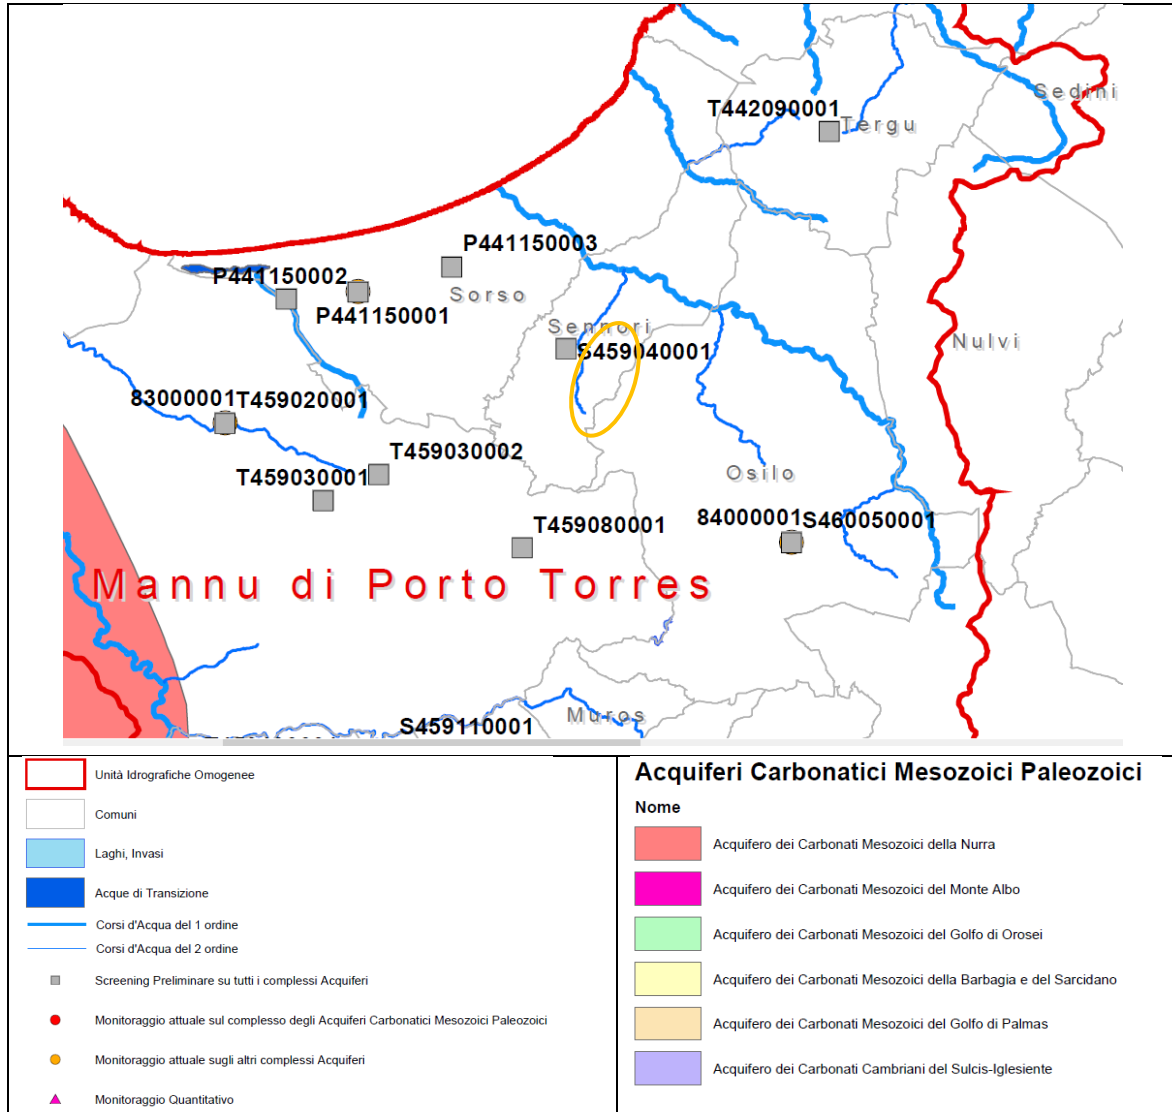 Sedini
T442090001
Tergu
P441150003
P441150002
Sorso
P441150001
Sennori
S459040001
Nulvi
83000001
T459020001
T459030002
T459030001
Osilo
T459080001
84000001
S460050001
Mannu di Porto Torres
Muros
S459110001
Unità Idrografiche Omogenee
Comuni
Laghi, Invasi
Acque di Transizione
Corsi d'Acqua del 1 ordine
Corsi d'Acqua del 2 ordine
Screening Preliminare su tutti i complessi Acquiferi
Monitoraggio attuale sul complesso degli Acquiferi Carbonatici Mesozoici Paleozoici
Monitoraggio attuale sugli altri complessi Acquiferi
Monitoraggio Quantitativo
Acquiferi Carbonatici Mesozoici Paleozoici
Nome
Acquifero dei Carbonati Mesozoici della Nurra
Acquifero dei Carbonati Mesozoici del Monte Albo
Acquifero dei Carbonati Mesozoici del Golfo di Orosei
Acquifero dei Carbonati Mesozoici della Barbagia e del Sarcidano
Acquifero dei Carbonati Mesozoici del Golfo di Palmas
Acquifero dei Carbonati Cambriani del Sulcis-Iglesiente